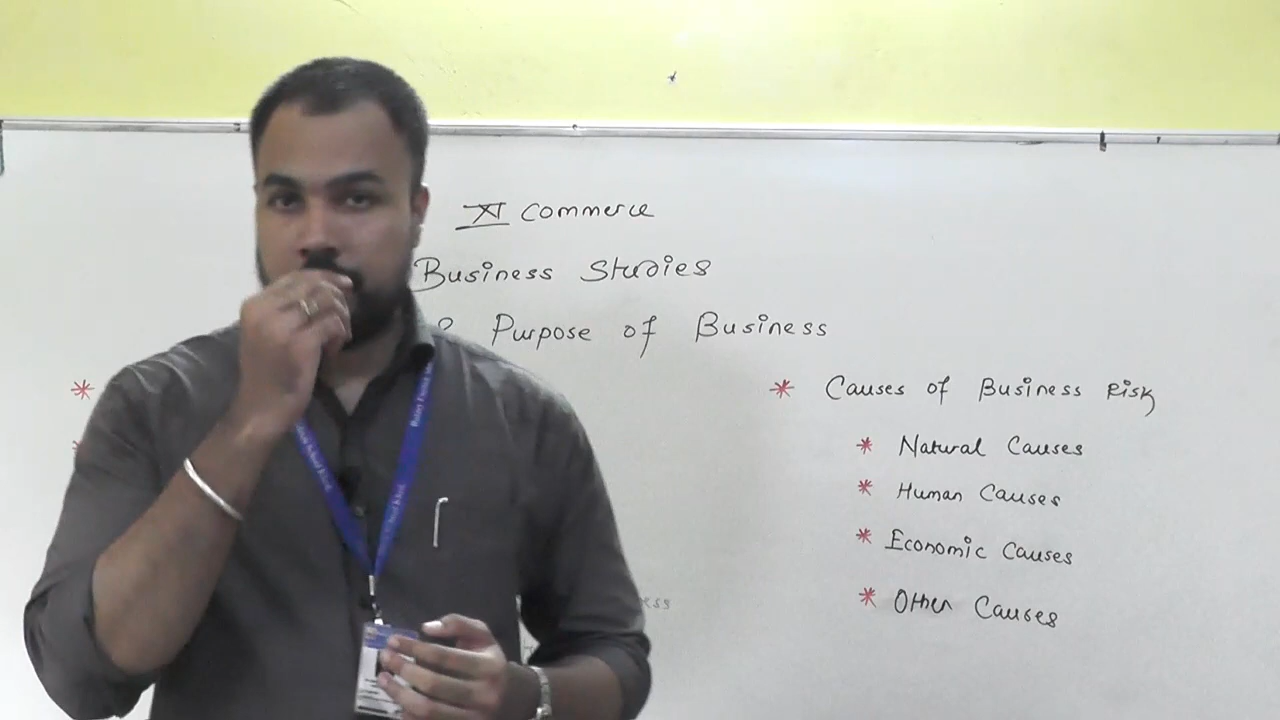 XI Commerce
Business Studies
Purpose of Business
* Causes of Business Risk
* Natural Causes
* Human Causes
* Economic Causes
* Other Causes